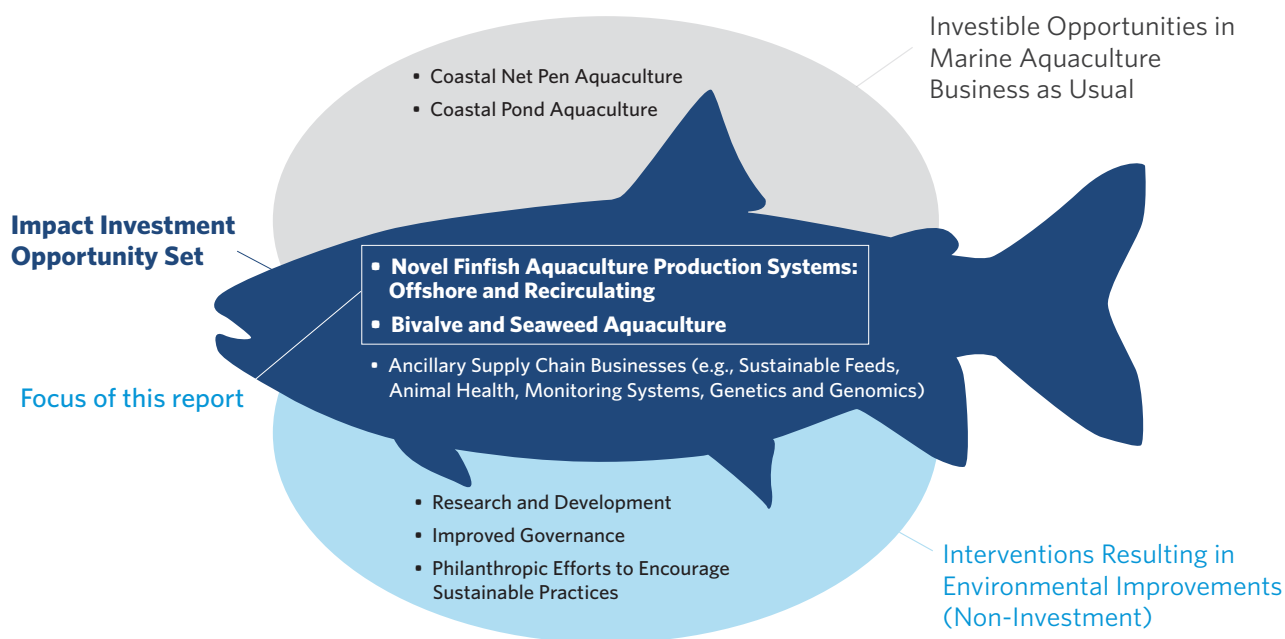 Investible Opportunities in
Marine Aquaculture
Business as Usual
▪ Coastal Net Pen Aquaculture
▪ Coastal Pond Aquaculture
Impact Investment
Opportunity Set
▪ Novel Finfish Aquaculture Production Systems:
Offshore and Recirculating
▪ Bivalve and Seaweed Aquaculture
▪ Ancillary Supply Chain Businesses (e.g., Sustainable Feeds,
Animal Health, Monitoring Systems, Genetics and Genomics)
Focus of this report
▪ Research and Development
▪ Improved Governance
▪ Philanthropic Efforts to Encourage
Sustainable Practices
Interventions Resulting in
Environmental Improvements
(Non-Investment)